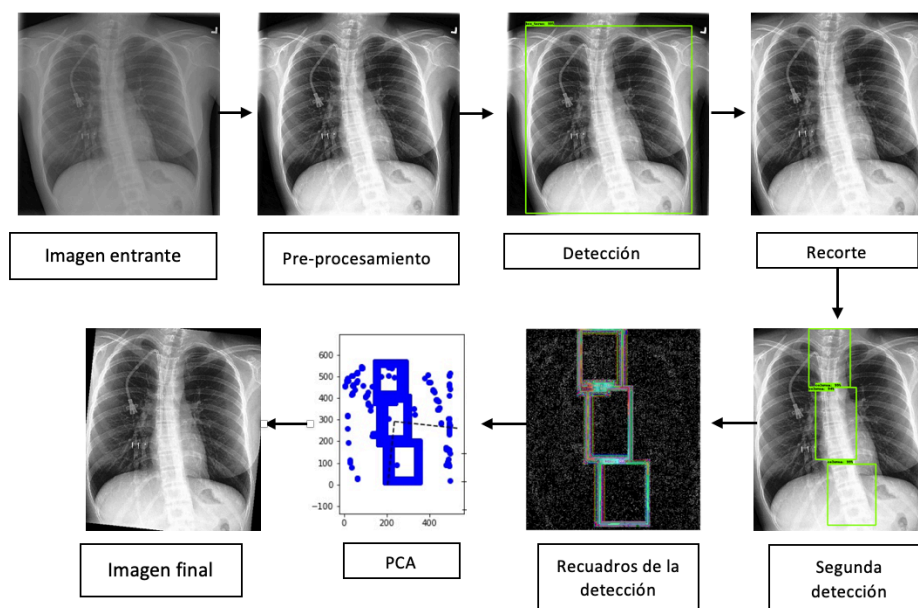 L
L
L
L
Imagen entrante
Pre-procesamiento
Detección
Recorte
600
500
400
300
200
100
0
-100
0
200
400
Imagen final
PCA
Recuadros de la
detección
Segunda
detección